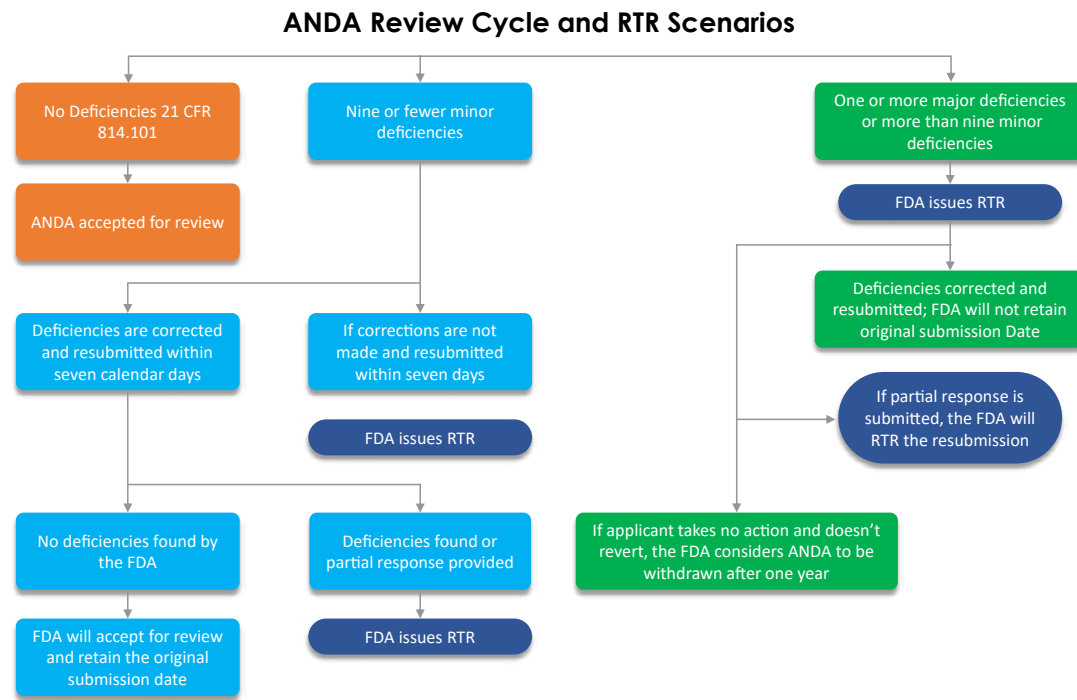 ANDA Review Cycle and RTR Scenarios
No Deficiencies 21 CFR
814.101
Nine or fewer minor
deficiencies
One or more major deficiencies
or more than nine minor
deficiencies
ANDA accepted for review
FDA issues RTR
Deficiencies corrected and
resubmitted; FDA will not retain
original submission Date
Deficiencies are corrected
and resubmitted within
seven calendar days
If corrections are not
made and resubmitted
within seven days
If partial response is
submitted, the FDA will
RTR the resubmission
FDA issues RTR
No deficiencies found by
the FDA
Deficiencies found or
partial response provided
If applicant takes no action and doesn’t
revert, the FDA considers ANDA to be
withdrawn after one year
FDA will accept for review
and retain the original
submission date
FDA issues RTR